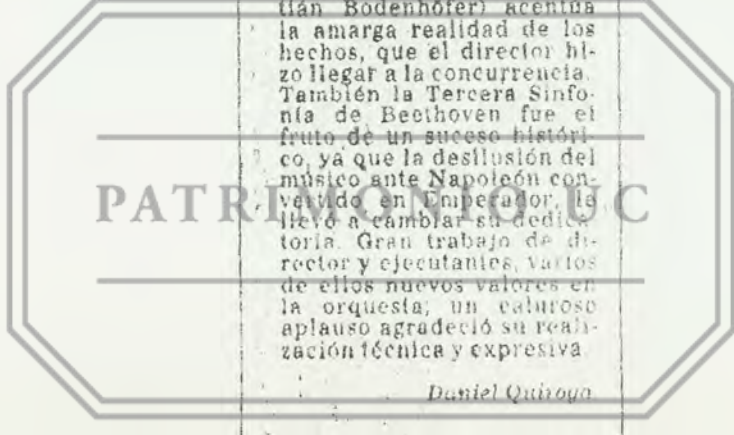 tián Bodenhöfer) acentúa
la amarga realidad de los
hechos, que el director hi-
zo llegar a la concurrencia.
También la Tercera Sinfo-
nía de Beethoven fue el
fruto de un suceso históri-
co, ya que la desilusión del
músico ante Napoleón con-
vertido en Emperador, le
llevó a cambiar su dedica-
toria. Gran trabajo de di-
rector y ejecutantes, varios
de ellos nuevos valores en
la orquesta; un caluroso
aplauso agradeció su reali-
zación técnica y expresiva.
Daniel Quiroga
PATRIMONIO UC